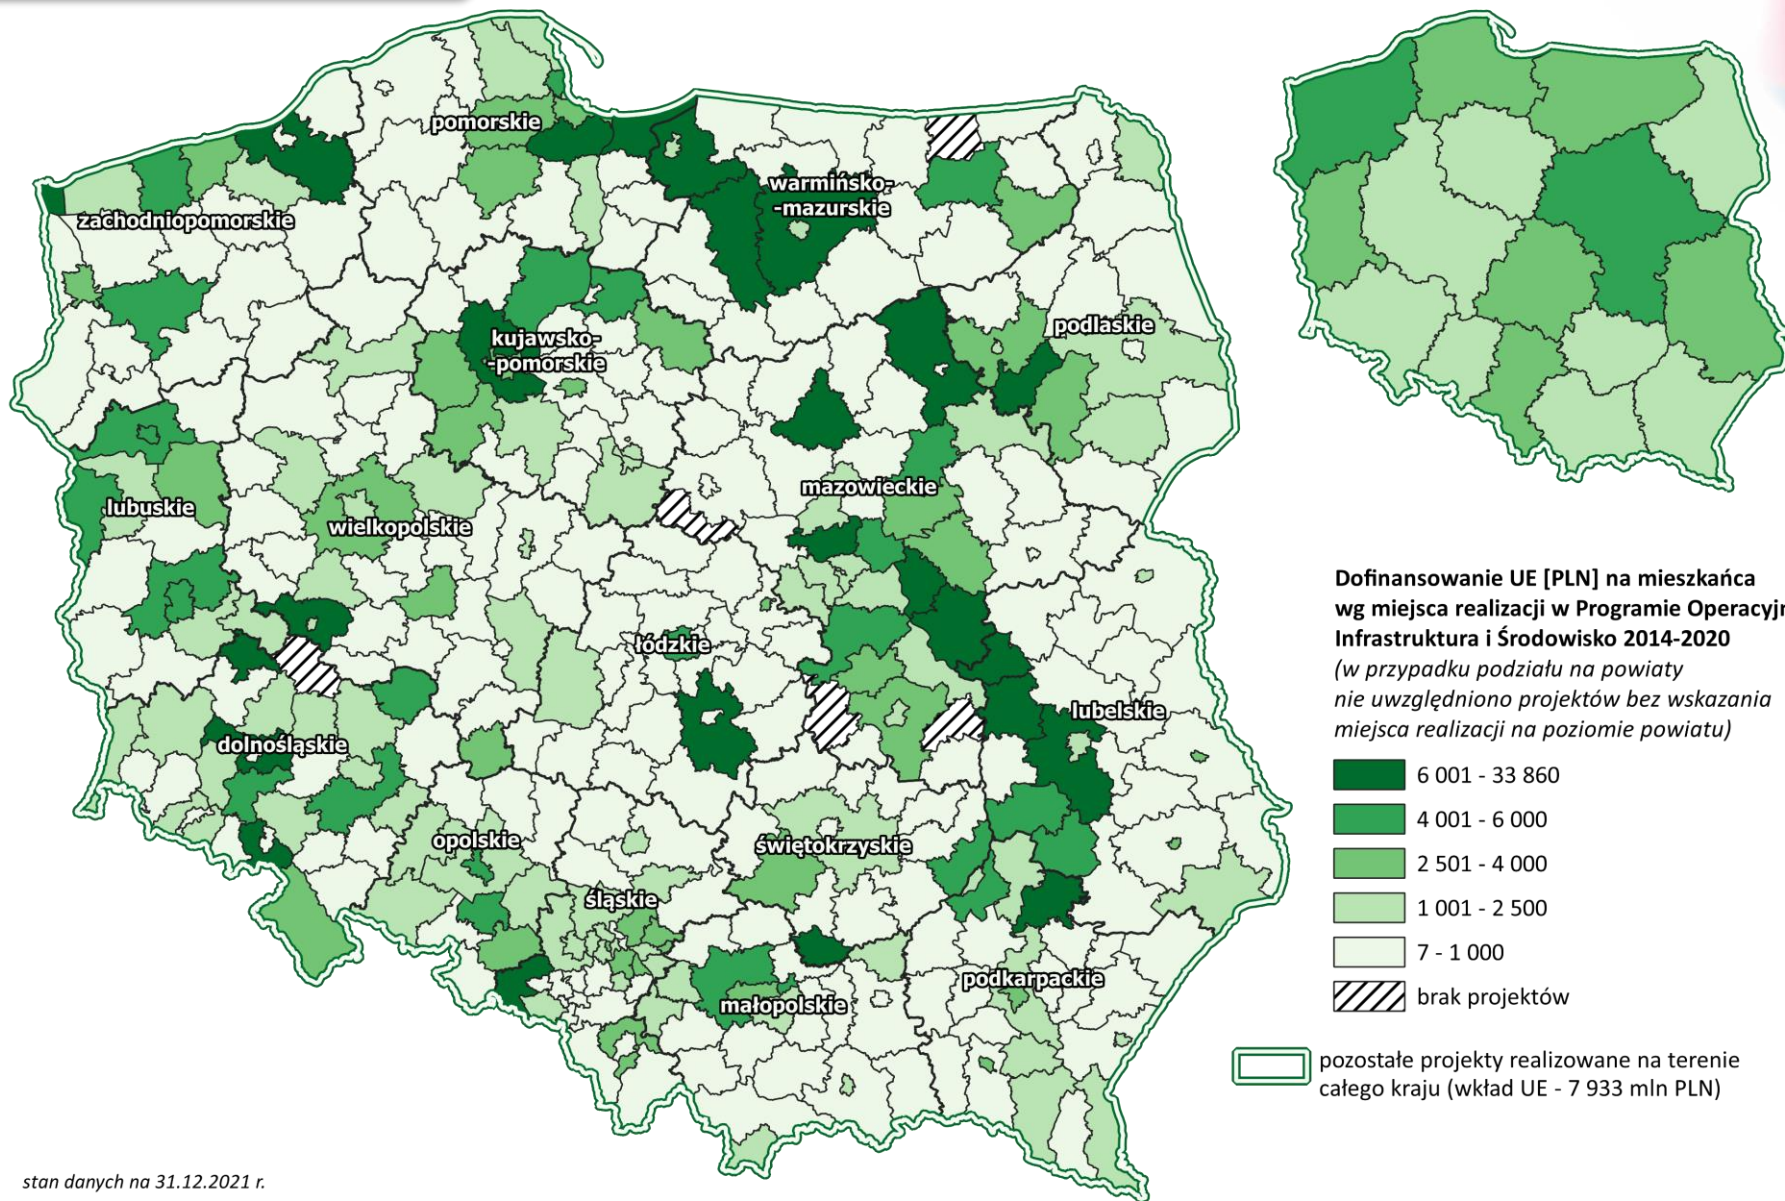 pomorskie
warmińsko-
-mazurskie
zachodniopomorskie
podlaskie
kujawsko-
-pomorskie
mazowieckie
lubuskie
wielkopolskie
łódzkie
lubelskie
dolnośląskie
opolskie
świętokrzyskie
śląskie
podkarpackie
małopolskie
Dofinansowanie UE [PLN] na mieszkańca
wg miejsca realizacji w Programie Operacyjn
Infrastruktura i Środowisko 2014-2020
(w przypadku podziału na powiaty
nie uwzględniono projektów bez wskazania
miejsca realizacji na poziomie powiatu)
6 001 - 33 860
4 001 - 6 000
2 501 - 4 000
1 001 - 2 500
7 - 1 000
brak projektów
pozostałe projekty realizowane na terenie
całego kraju (wkład UE - 7 933 mln PLN)
stan danych na 31.12.2021 r.